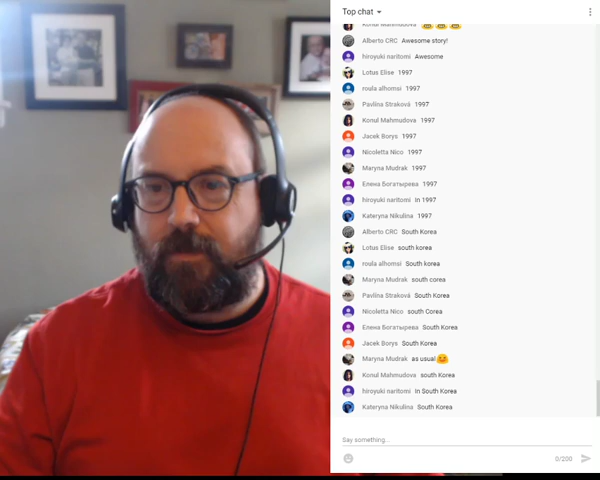 Top chat
Konul Mahmudova
Alberto CRC Awesome story!
hiroyuki naritomi Awesome
Lotus Elise 1997
roula alhomsi 1997
Pavlína Straková 1997
Konul Mahmudova 1997
Jacek Borys 1997
Nicoletta Nico 1997
Maryna Mudrak 1997
Елена Богатырева 1997
hiroyuki naritomi In 1997
Kateryna Nikulina 1997
Alberto CRC South Korea
Lotus Elise south korea
roula alhomsi South korea
Maryna Mudrak south corea
Pavlína Straková South Korea
Nicoletta Nico south Corea
Елена Богатырева South Korea
Jacek Borys South Korea
Maryna Mudrak as usual
Konul Mahmudova south Korea
hiroyuki naritomi In South Korea
Kateryna Nikulina South Korea
Say something...
0/200